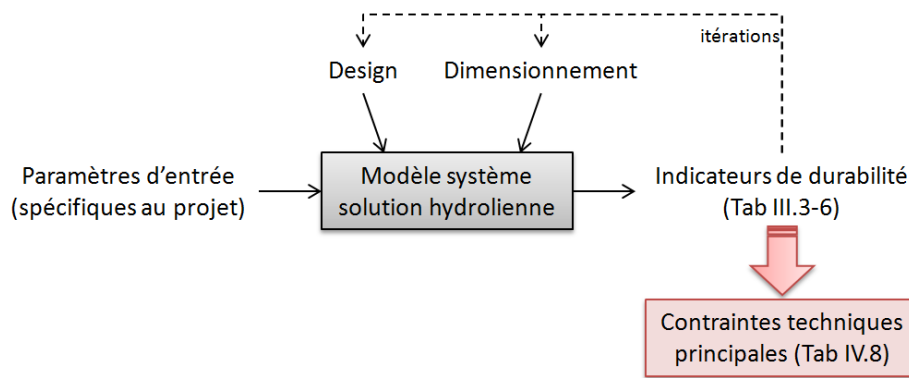 itérations
Design
Dimensionnement
Paramètres d'entrée
(spécifiques au projet)
Modèle système
solution hydrolienne
Indicateurs de durabilité
(Tab III.3-6)
Contraintes techniques
principales (Tab IV.8)